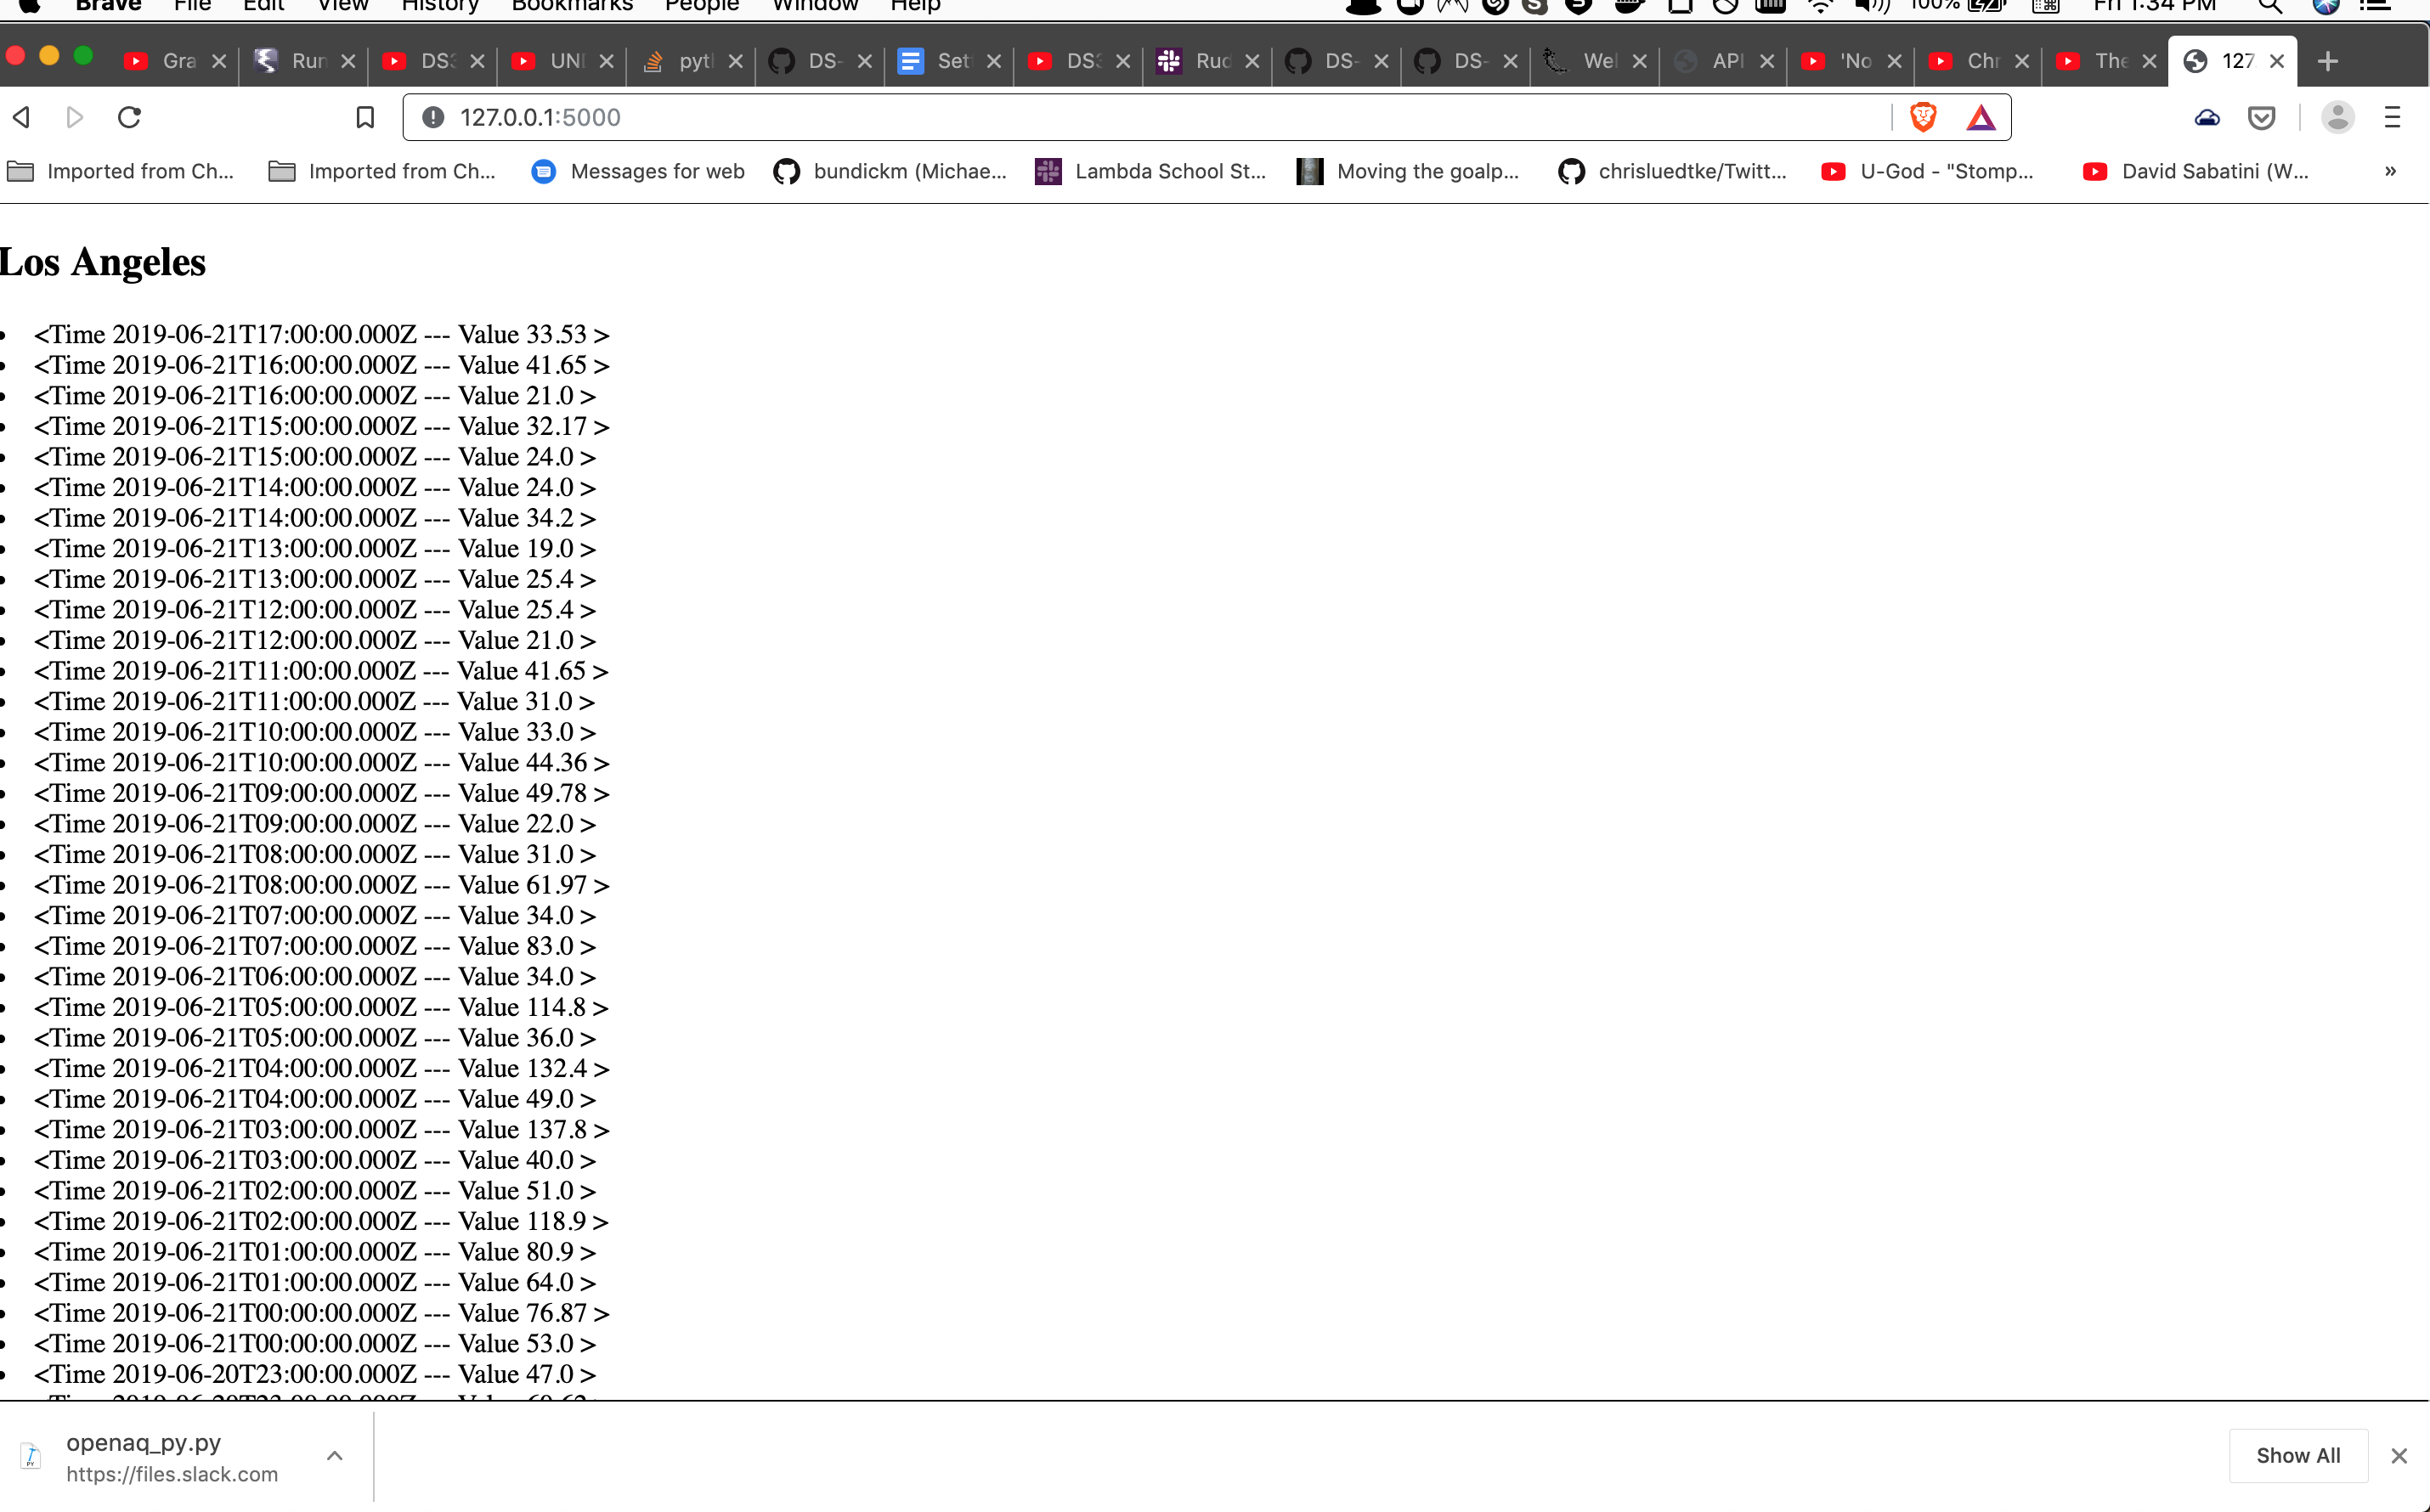 Brave File Edit View History Bookmarks People Window Help 100% Fri 1:34 PM
Gra Run DS3 UNI pyt DS- Set DS3 Ruc DS- DS- Wel API 'No Chr The 127.
127.0.0.1:5000
Imported from Ch... Imported from Ch... Messages for web bundickm (Michae... Lambda School St... Moving the goalp... chrisluedtke/Twitt... U-God - "Stomp... David Sabatini (W... »
Los Angeles
<Time 2019-06-21T17:00:00.000Z --- Value 33.53 >
<Time 2019-06-21T16:00:00.000Z --- Value 41.65 >
<Time 2019-06-21T16:00:00.000Z --- Value 21.0 >
<Time 2019-06-21T15:00:00.000Z --- Value 32.17 >
<Time 2019-06-21T15:00:00.000Z --- Value 24.0 >
<Time 2019-06-21T14:00:00.000Z --- Value 24.0 >
<Time 2019-06-21T14:00:00.000Z --- Value 34.2 >
<Time 2019-06-21T13:00:00.000Z --- Value 19.0 >
<Time 2019-06-21T13:00:00.000Z --- Value 25.4 >
<Time 2019-06-21T12:00:00.000Z --- Value 25.4 >
<Time 2019-06-21T12:00:00.000Z --- Value 21.0 >
<Time 2019-06-21T11:00:00.000Z --- Value 41.65 >
<Time 2019-06-21T11:00:00.000Z --- Value 31.0 >
<Time 2019-06-21T10:00:00.000Z --- Value 33.0 >
<Time 2019-06-21T10:00:00.000Z --- Value 44.36 >
<Time 2019-06-21T09:00:00.000Z --- Value 49.78 >
<Time 2019-06-21T09:00:00.000Z --- Value 22.0 >
<Time 2019-06-21T08:00:00.000Z --- Value 31.0 >
<Time 2019-06-21T08:00:00.000Z --- Value 61.97 >
<Time 2019-06-21T07:00:00.000Z --- Value 34.0 >
<Time 2019-06-21T07:00:00.000Z --- Value 83.0 >
<Time 2019-06-21T06:00:00.000Z --- Value 34.0 >
<Time 2019-06-21T05:00:00.000Z --- Value 114.8 >
<Time 2019-06-21T05:00:00.000Z --- Value 36.0 >
<Time 2019-06-21T04:00:00.000Z --- Value 132.4 >
<Time 2019-06-21T04:00:00.000Z --- Value 49.0 >
<Time 2019-06-21T03:00:00.000Z --- Value 137.8 >
<Time 2019-06-21T03:00:00.000Z --- Value 40.0 >
<Time 2019-06-21T02:00:00.000Z --- Value 51.0 >
<Time 2019-06-21T02:00:00.000Z --- Value 118.9 >
<Time 2019-06-21T01:00:00.000Z --- Value 80.9 >
<Time 2019-06-21T01:00:00.000Z --- Value 64.0 >
<Time 2019-06-21T00:00:00.000Z --- Value 76.87 >
<Time 2019-06-21T00:00:00.000Z --- Value 53.0 >
<Time 2019-06-20T23:00:00.000Z --- Value 47.0 >
openaq_py.py
https://files.slack.com
Show All